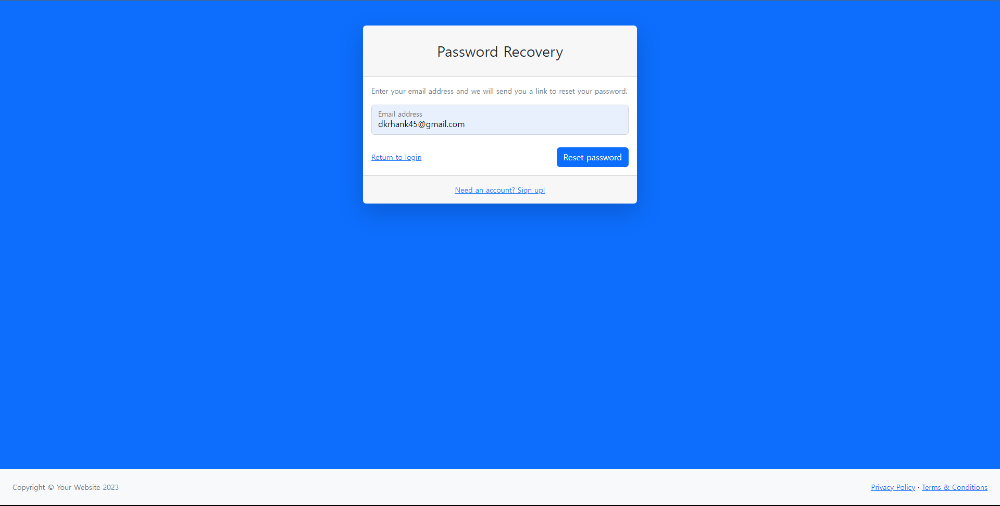 Password Recovery
Enter your email address and we will send you a link to reset your password.
Email address
dkrhank45@gmail.com
Return to login
Reset password
Need an account? Sign up!
Copyright © Your Website 2023
Privacy Policy · Terms & Conditions